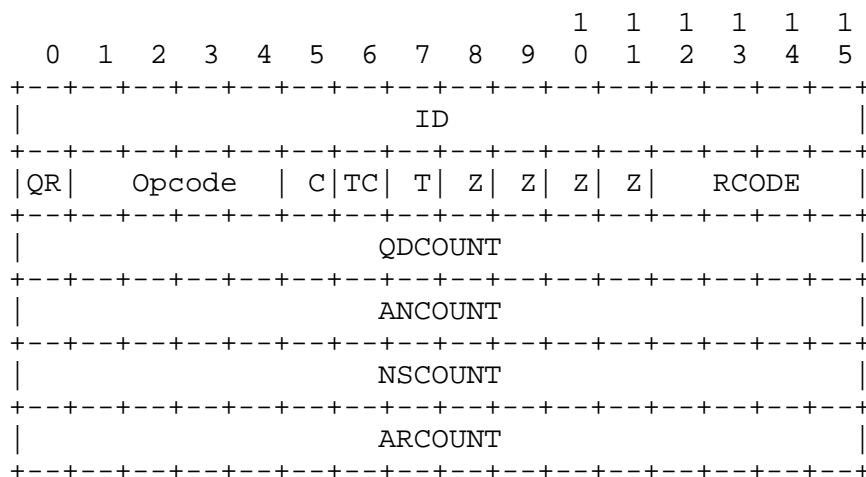 1  1  1  1  1  1
  0  1  2  3  4  5  6  7  8  9  0  1  2  3  4  5
+--+--+--+--+--+--+--+--+--+--+--+--+--+--+--+--+
|                      ID                       |
+--+--+--+--+--+--+--+--+--+--+--+--+--+--+--+--+
|QR|   Opcode  | C|TC| T| Z| Z| Z| Z|   RCODE   |
+--+--+--+--+--+--+--+--+--+--+--+--+--+--+--+--+
|                    QDCOUNT                    |
+--+--+--+--+--+--+--+--+--+--+--+--+--+--+--+--+
|                    ANCOUNT                    |
+--+--+--+--+--+--+--+--+--+--+--+--+--+--+--+--+
|                    NSCOUNT                    |
+--+--+--+--+--+--+--+--+--+--+--+--+--+--+--+--+
|                    ARCOUNT                    |
+--+--+--+--+--+--+--+--+--+--+--+--+--+--+--+--+